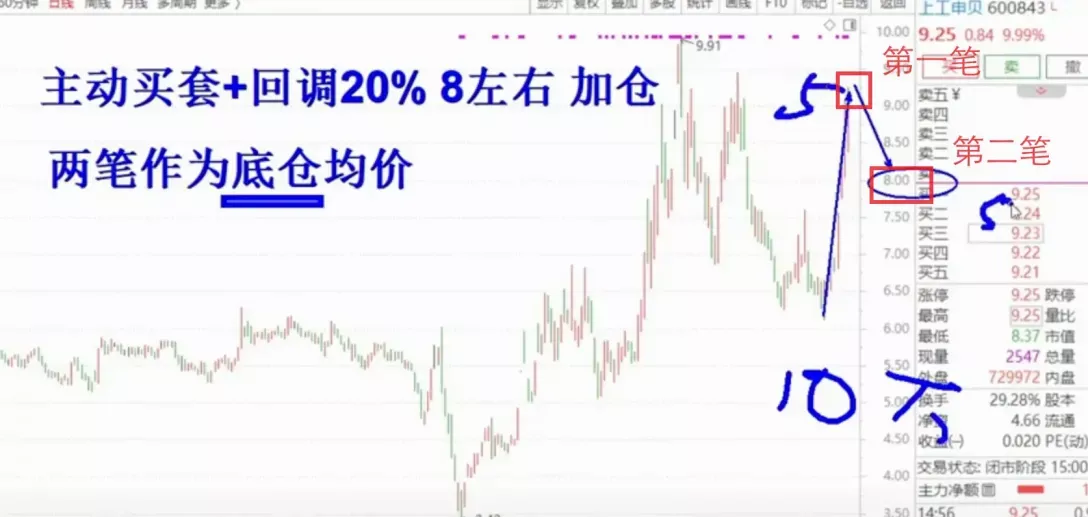 60分钟 日线 周线 月线 多周期 更多 〉
显示 复权 叠加 多股 统计 画线 F10 标记 -自选 返回
上工申贝 600843 L
9.25 0.84 9.99%
第一笔
卖 撤
主动买套+回调20% 8左右 加仓
两笔作为底仓均价
9.91
5
第二笔
5
10万
10.00
9.00
8.50
8.00
7.50
7.00
6.50
6.00
5.50
5.00
4.50
4.00
3.50
卖五 ¥
卖四
卖三
卖二
9.25
买二 9.24
买三 9.23
买四 9.22
买五 9.21
涨停 9.25 跌停
最高 9.25 量比
最低 8.37 市值
现量 2547 总量
外盘 729972 内盘
换手 29.28% 股本
净资 4.66 流通
收益(-) 0.020 PE(动)
交易状态: 闭市阶段 15:00
主力净额
14:56 9.25